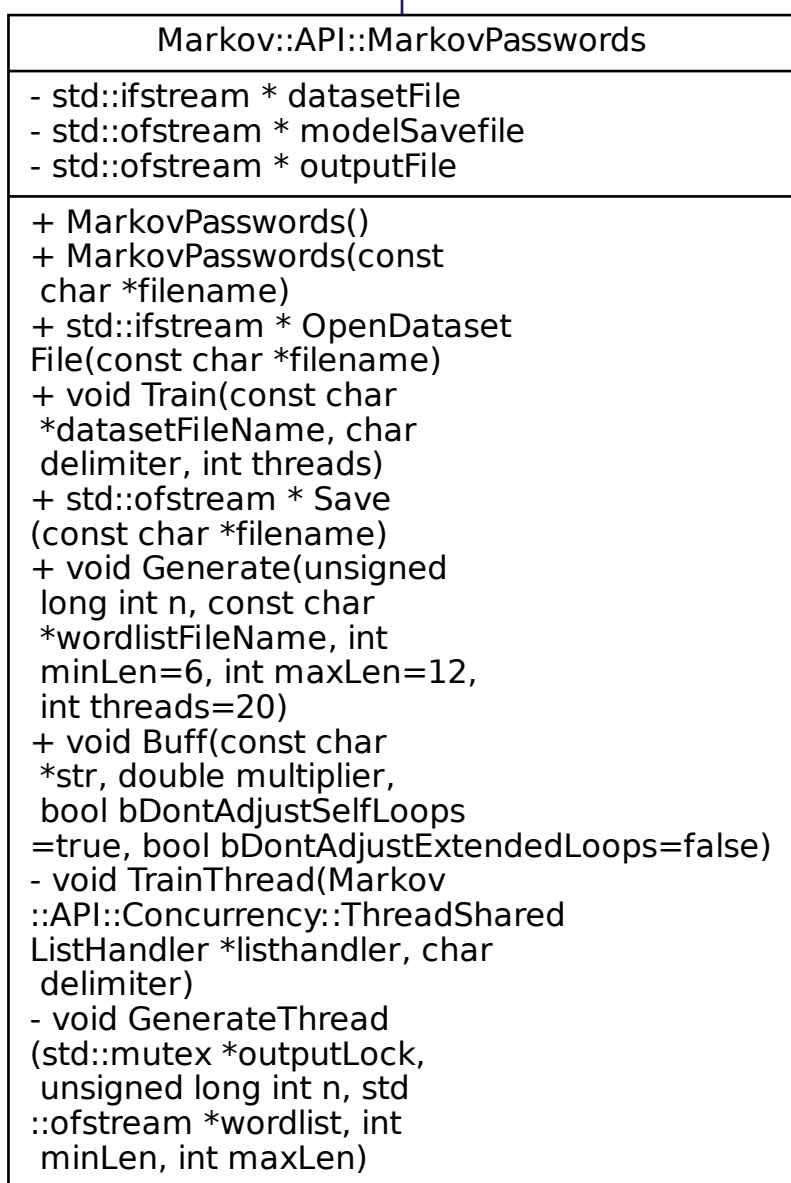 Markov::API::MarkovPasswords
- std::ifstream * datasetFile
- std::ofstream * modelSavefile
- std::ofstream * outputFile
+ MarkovPasswords()
+ MarkovPasswords(const
char *filename)
+ std::ifstream * OpenDataset
File(const char *filename)
+ void Train(const char
*datasetFileName, char
delimiter, int threads)
+ std::ofstream * Save
(const char *filename)
+ void Generate(unsigned
long int n, const char
*wordlistFileName, int
minLen=6, int maxLen=12,
int threads=20)
+ void Buff(const char
*str, double multiplier,
bool bDontAdjustSelfLoops
=true, bool bDontAdjustExtendedLoops=false)
- void TrainThread(Markov
::API::Concurrency::ThreadShared
ListHandler *listhandler, char
delimiter)
- void GenerateThread
(std::mutex *outputLock,
unsigned long int n, std
::ofstream *wordlist, int
minLen, int maxLen)